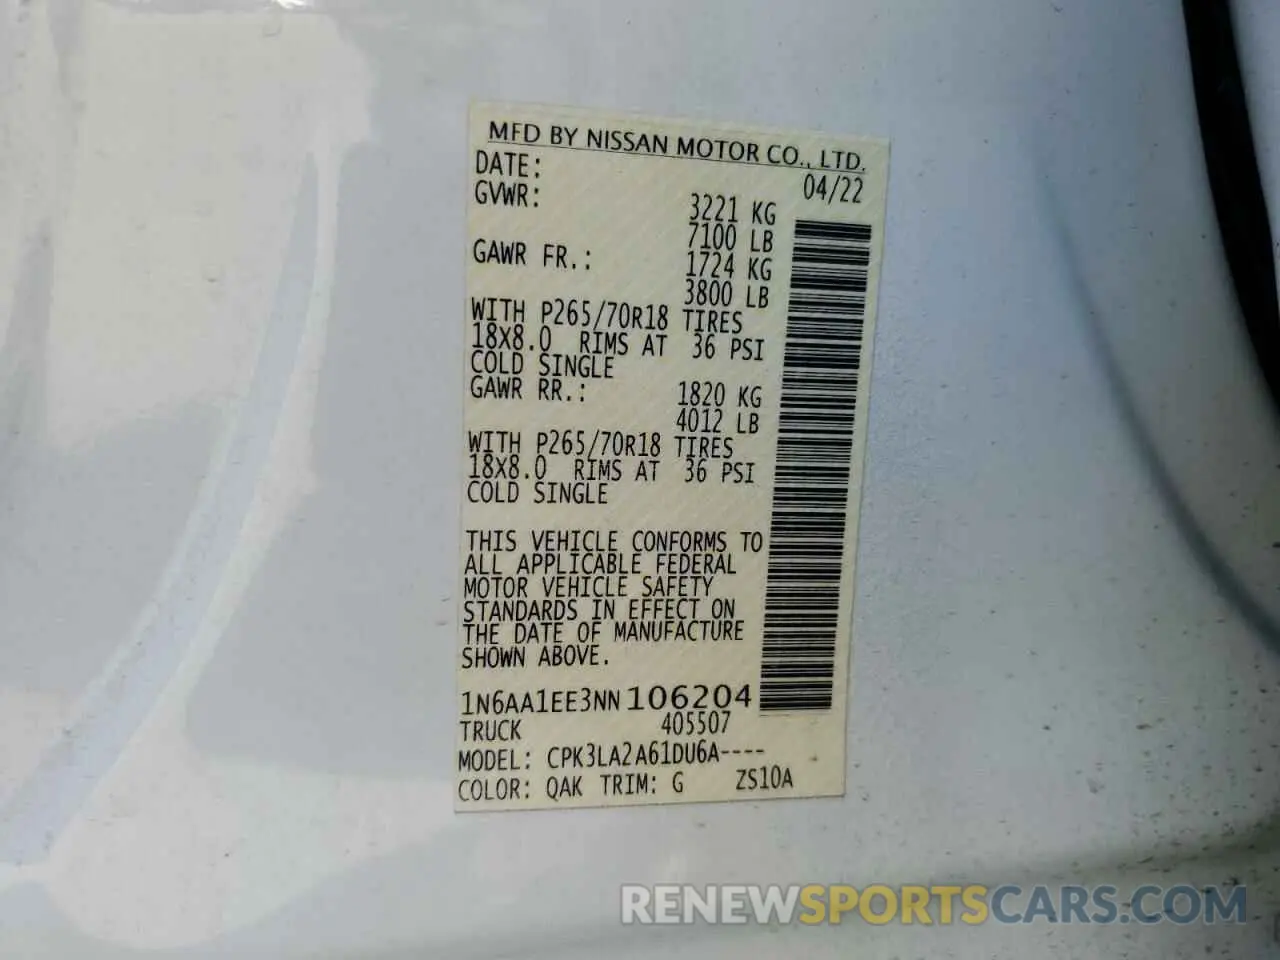 MFD BY NISSAN MOTOR CO., LTD.
DATE: 04/22
GVWR: 3221 KG
7100 LB
GAWR FR.: 1724 KG
3800 LB
WITH P265/70R18 TIRES
18X8.0 RIMS AT 36 PSI
COLD SINGLE
GAWR RR.: 1820 KG
4012 LB
WITH P265/70R18 TIRES
18X8.0 RIMS AT 36 PSI
COLD SINGLE
THIS VEHICLE CONFORMS TO
ALL APPLICABLE FEDERAL
MOTOR VEHICLE SAFETY
STANDARDS IN EFFECT ON
THE DATE OF MANUFACTURE
SHOWN ABOVE.
1N6AA1EE3NN106204
TRUCK 405507
MODEL: CPK3LA2A61DU6A----
COLOR: QAK TRIM: G ZS10A
RENEWSPORTSCARS.COM